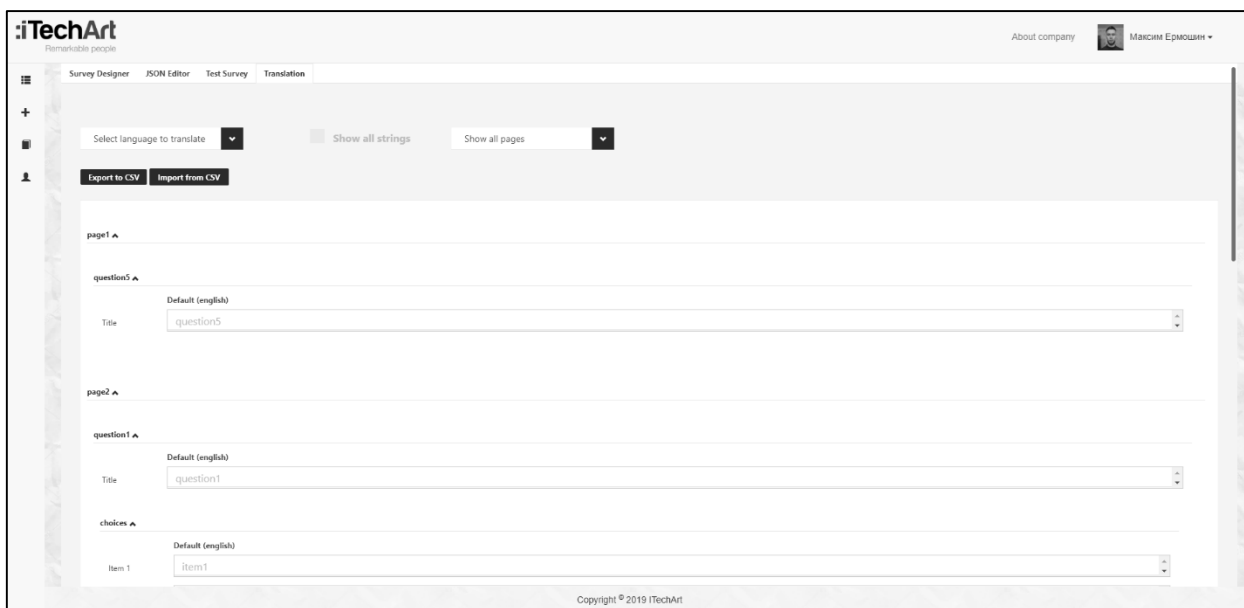 :iTechArt
Remarkable people
About company
Максим Ермошин
Survey Designer JSON Editor Test Survey Translation
Select language to translate Show all strings Show all pages
Export to CSV Import from CSV
page1
question5
Default (english)
Title question5
page2
question1
Default (english)
Title question1
choices
Default (english)
Item 1 item1
Copyright © 2019 ITechArt